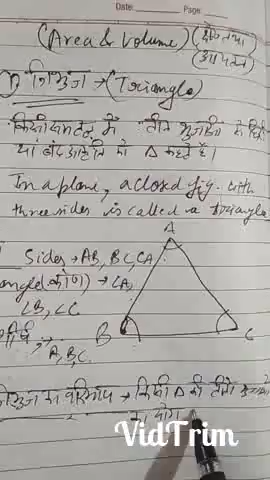 Date: Page:
(Area & Volume) (क्षेत्रफल तथा
आयतन)
त्रिभुज → (Triangle)
किसी समतल में तीन भुजाओं से घिरी
बंद आकृति को Δ कहते हैं।
In a plane, a closed fig. with
three sides is called a triangle
A
Sides → AB, BC, CA
angle (कोण) → ∠A
∠B, ∠C
B C
शीर्ष
A, B, C.
त्रिभुज का परिमाप → किसी Δ की तीनों
का योग
VidTrim